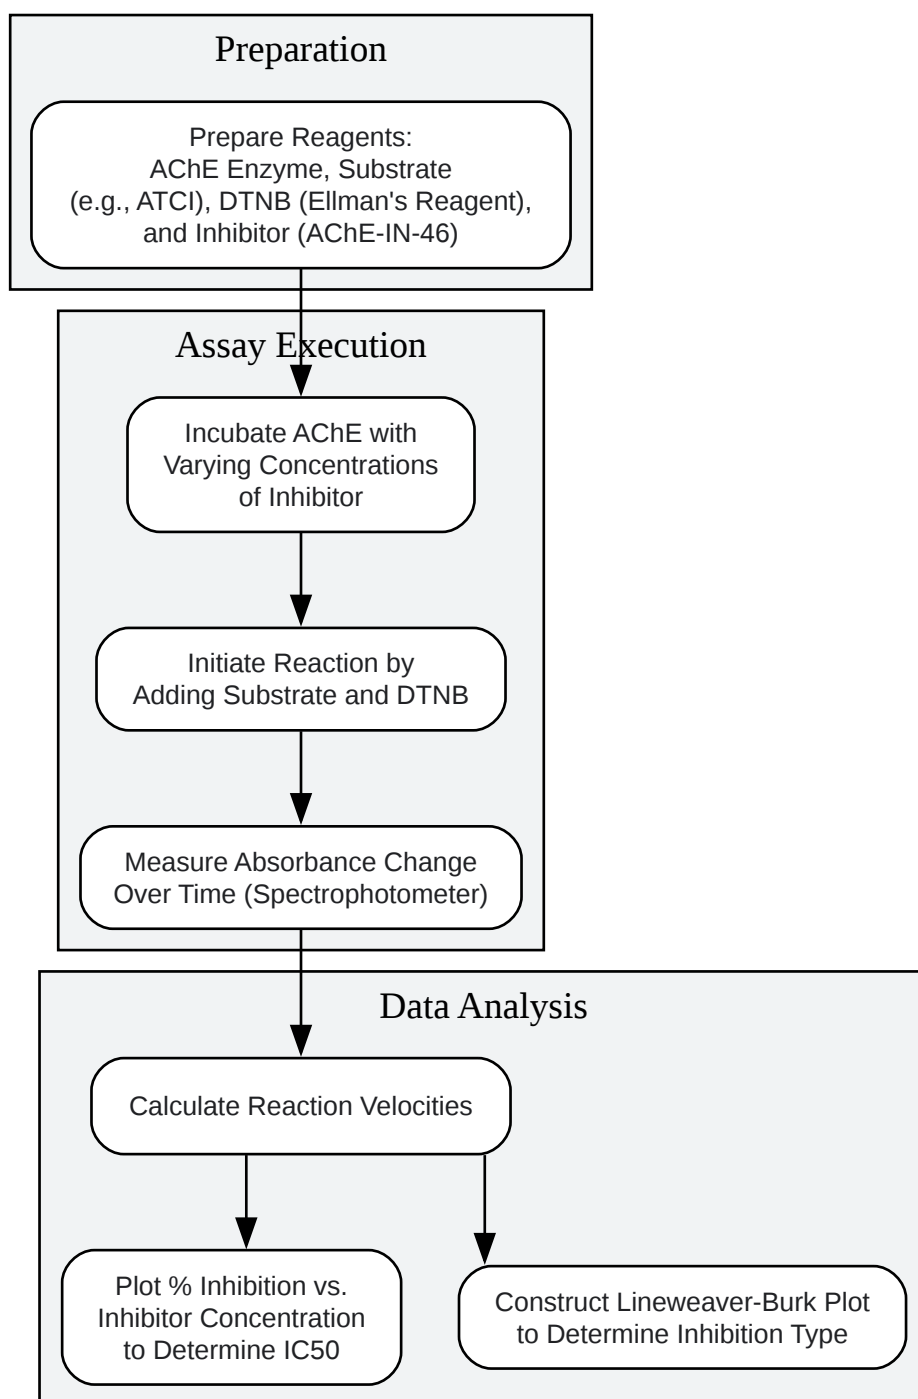 Preparation
Prepare Reagents:
AChE Enzyme, Substrate
(e.g., ATCI), DTNB (Ellman's Reagent),
and Inhibitor (AChE-IN-46)
Assay Execution
Incubate AChE with
Varying Concentrations
of Inhibitor
Initiate Reaction by
Adding Substrate and DTNB
Measure Absorbance Change
Over Time (Spectrophotometer)
Data Analysis
Calculate Reaction Velocities
Plot % Inhibition vs.
Inhibitor Concentration
to Determine IC50
Construct Lineweaver-Burk Plot
to Determine Inhibition Type